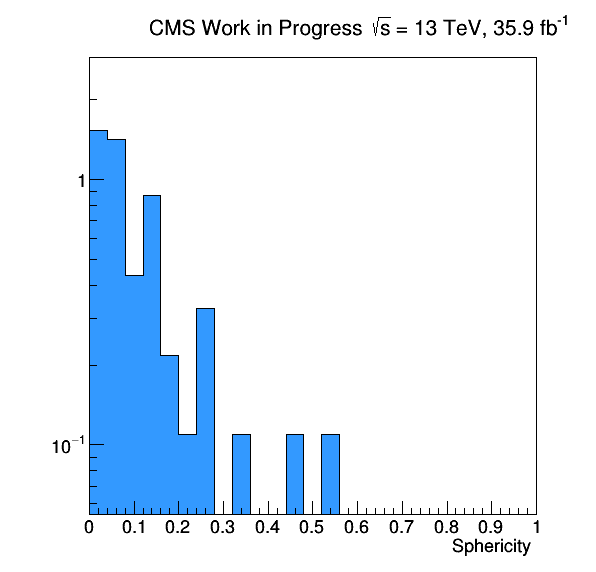 CMS Work in Progress √s = 13 TeV, 35.9 fb⁻¹
1
10⁻¹
0 0.1 0.2 0.3 0.4 0.5 0.6 0.7 0.8 0.9 1
Sphericity